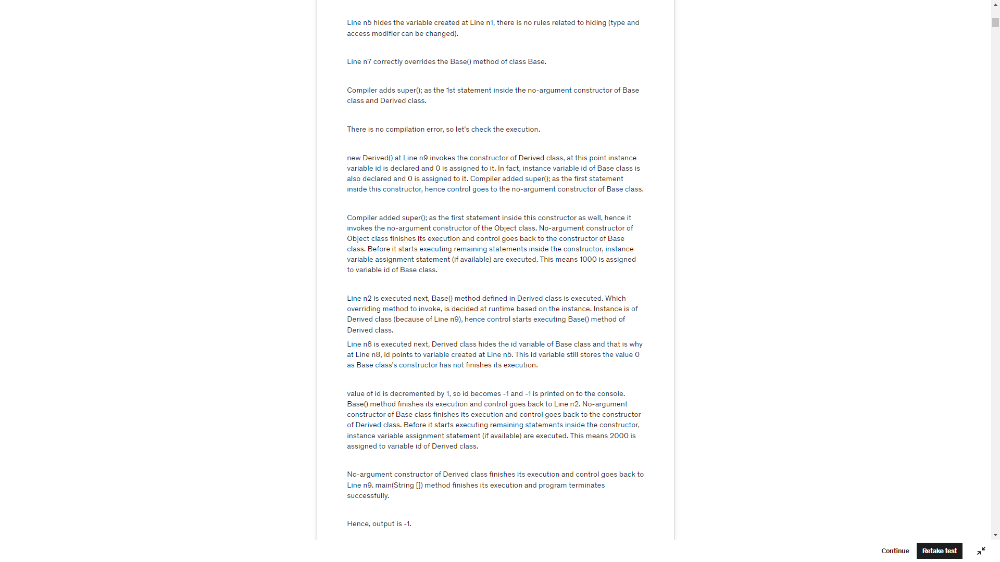 Line n5 hides the variable created at Line n1, there is no rules related to hiding (type and
access modifier can be changed).
Line n7 correctly overrides the Base() method of class Base.
Compiler adds super(); as the 1st statement inside the no-argument constructor of Base
class and Derived class.
There is no compilation error, so let's check the execution.
new Derived() at Line n9 invokes the constructor of Derived class, at this point instance
variable id is declared and 0 is assigned to it. In fact, instance variable id of Base class is
also declared and 0 is assigned to it. Compiler added super(); as the first statement
inside this constructor, hence control goes to the no-argument constructor of Base class.
Compiler added super(); as the first statement inside this constructor as well, hence it
invokes the no-argument constructor of the Object class. No-argument constructor of
Object class finishes its execution and control goes back to the constructor of Base
class. Before it starts executing remaining statements inside the constructor, instance
variable assignment statement (if available) are executed. This means 1000 is assigned
to variable id of Base class.
Line n2 is executed next, Base() method defined in Derived class is executed. Which
overriding method to invoke, is decided at runtime based on the instance. Instance is of
Derived class (because of Line n9), hence control starts executing Base() method of
Derived class.
Line n8 is executed next, Derived class hides the id variable of Base class and that is why
at Line n8, id points to variable created at Line n5. This id variable still stores the value 0
as Base class's constructor has not finishes its execution.
value of id is decremented by 1, so id becomes -1 and -1 is printed on to the console.
Base() method finishes its execution and control goes back to Line n2. No-argument
constructor of Base class finishes its execution and control goes back to the constructor
of Derived class. Before it starts executing remaining statements inside the constructor,
instance variable assignment statement (if available) are executed. This means 2000 is
assigned to variable id of Derived class.
No-argument constructor of Derived class finishes its execution and control goes back to
Line n9. main(String []) method finishes its execution and program terminates
successfully.
Hence, output is -1.
Continue
Retake test